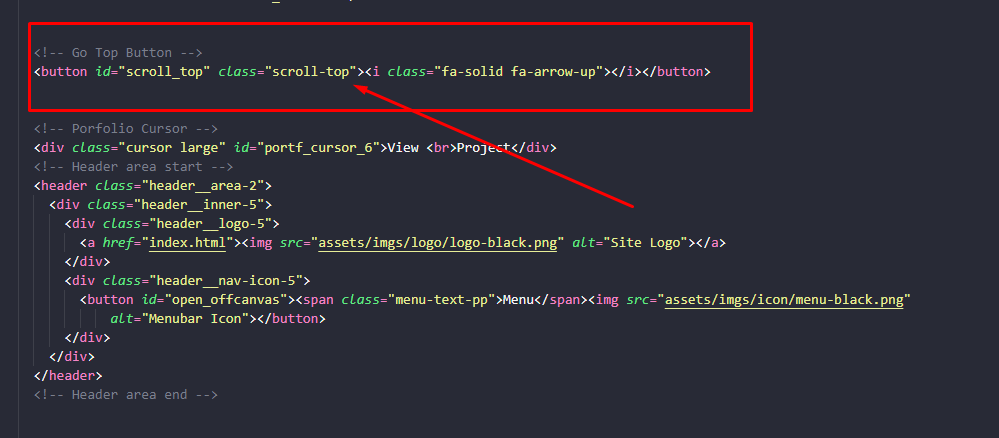 <!-- Go Top Button -->
<button id="scroll_top" class="scroll-top"><i class="fa-solid fa-arrow-up"></i></button>
<!-- Porfolio Cursor -->
<div class="cursor large" id="portf_cursor_6">View <br>Project</div>
<!-- Header area start -->
<header class="header__area-2">
<div class="header__inner-5">
<div class="header__logo-5">
<a href="index.html"><img src="assets/imgs/logo/logo-black.png" alt="Site Logo"></a>
</div>
<div class="header__nav-icon-5">
<button id="open_offcanvas"><span class="menu-text-pp">Menu</span><img src="assets/imgs/icon/menu-black.png"
alt="Menubar Icon"></button>
</div>
</div>
</header>
<!-- Header area end -->